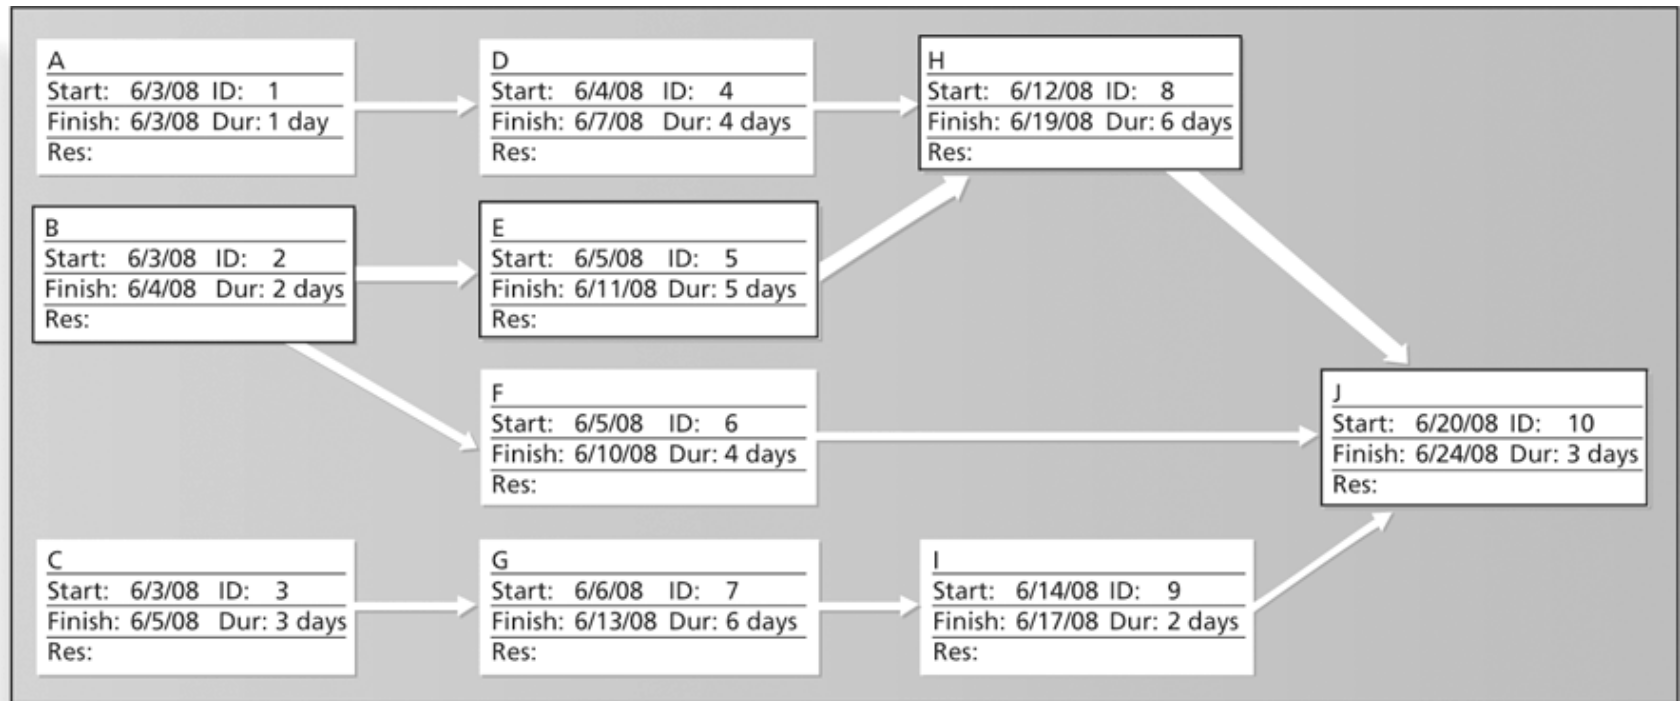 A
Start: 6/3/08 ID: 1
Finish: 6/3/08 Dur: 1 day
Res:
D
Start: 6/4/08 ID: 4
Finish: 6/7/08 Dur: 4 days
Res:
H
Start: 6/12/08 ID: 8
Finish: 6/19/08 Dur: 6 days
Res:
B
Start: 6/3/08 ID: 2
Finish: 6/4/08 Dur: 2 days
Res:
E
Start: 6/5/08 ID: 5
Finish: 6/11/08 Dur: 5 days
Res:
F
Start: 6/5/08 ID: 6
Finish: 6/10/08 Dur: 4 days
Res:
J
Start: 6/20/08 ID: 10
Finish: 6/24/08 Dur: 3 days
Res:
C
Start: 6/3/08 ID: 3
Finish: 6/5/08 Dur: 3 days
Res:
G
Start: 6/6/08 ID: 7
Finish: 6/13/08 Dur: 6 days
Res:
I
Start: 6/14/08 ID: 9
Finish: 6/17/08 Dur: 2 days
Res: